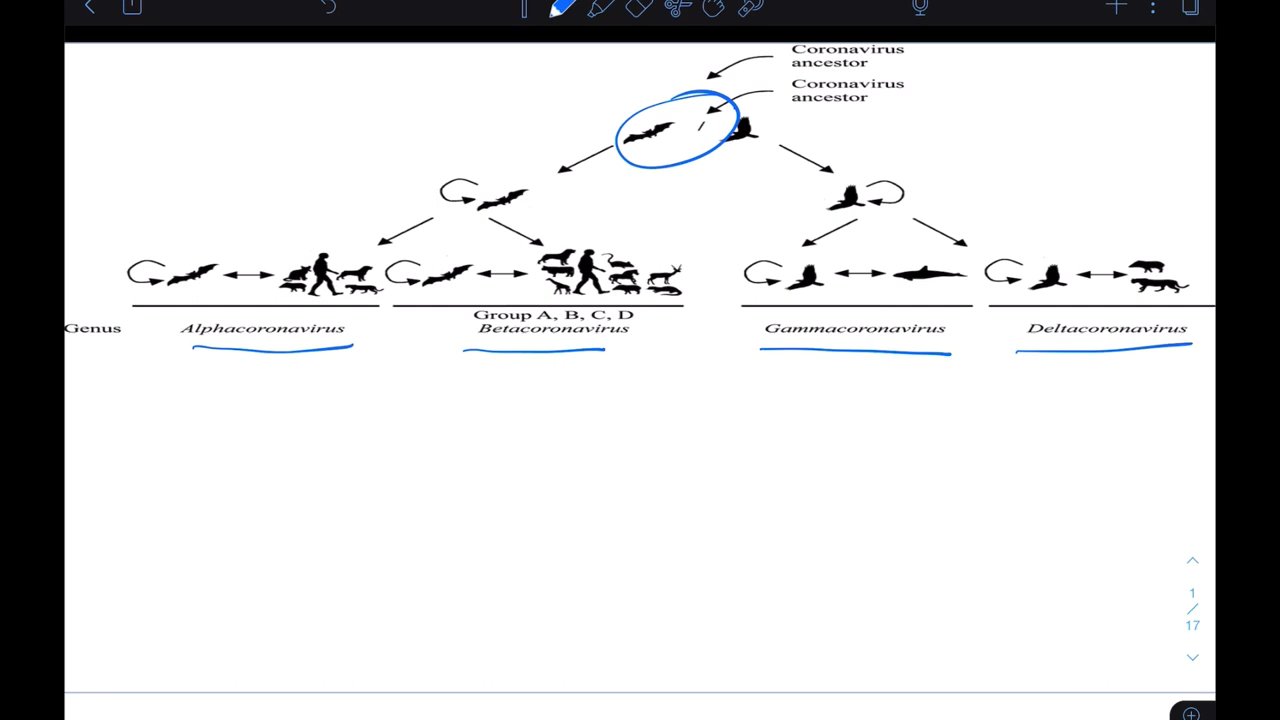 Coronavirus
ancestor
Coronavirus
ancestor
Group A, B, C, D
Genus Alphacoronavirus Betacoronavirus Gammacoronavirus Deltacoronavirus
1
/
17